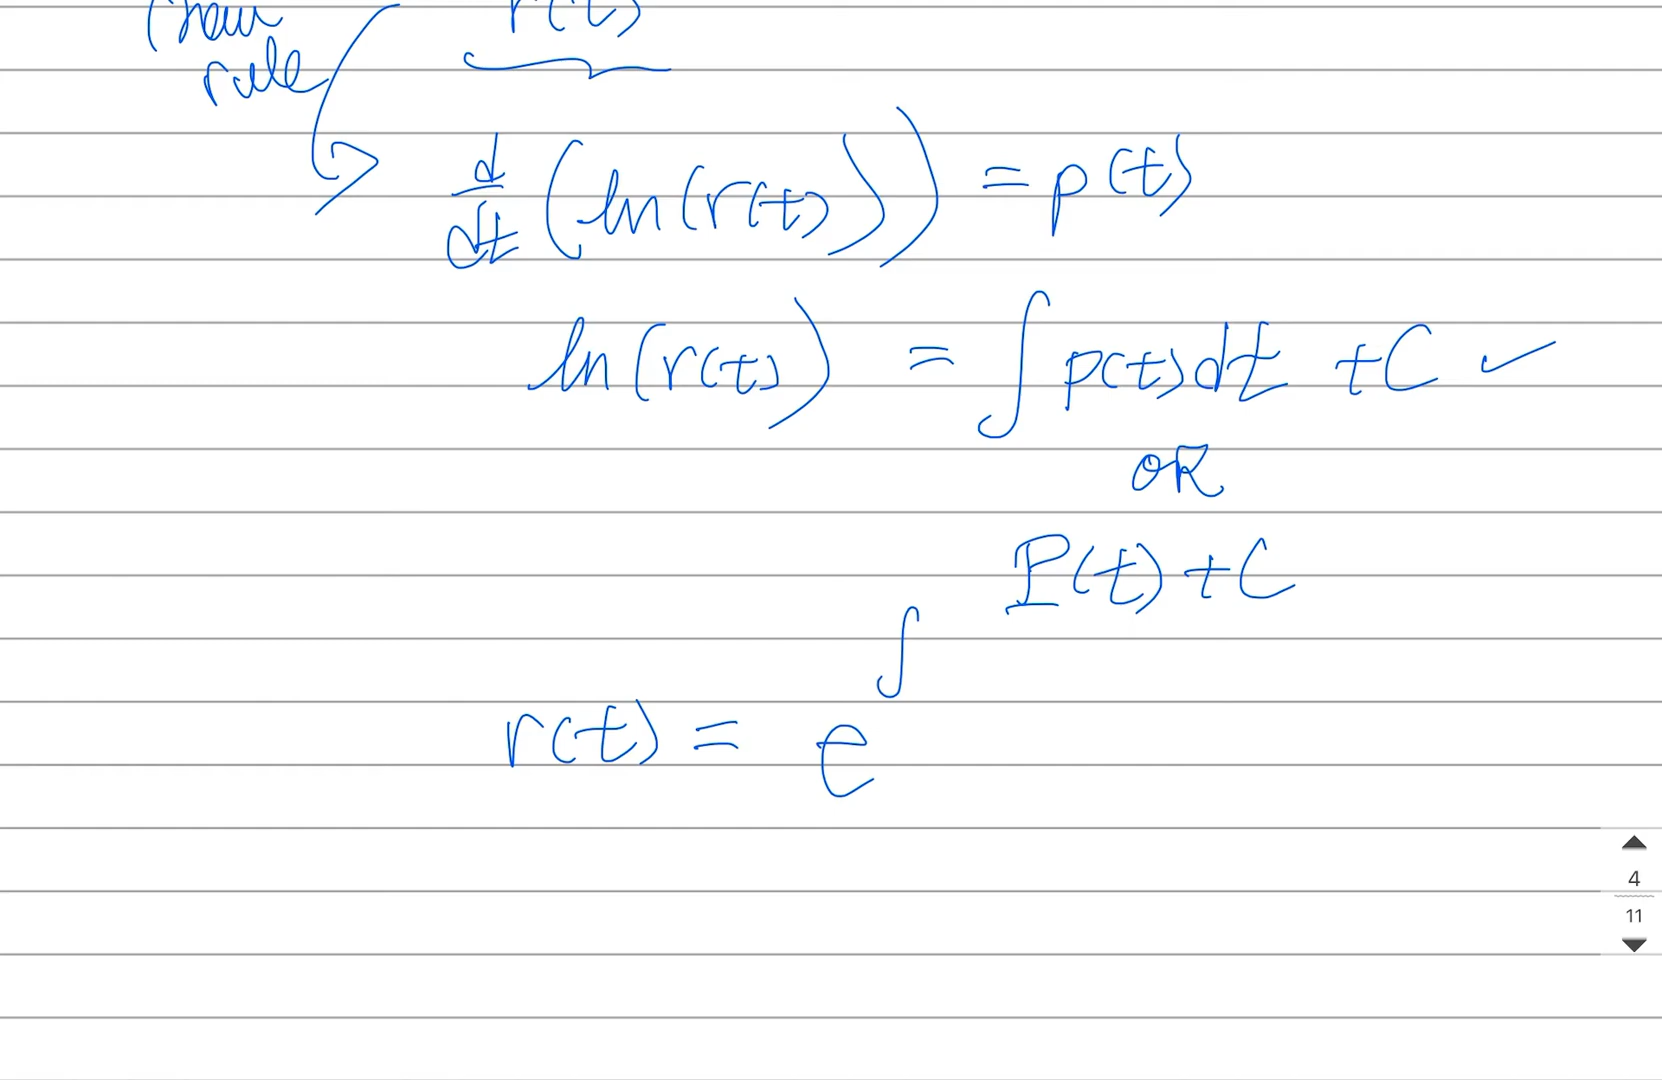 r(t)
rule
d/dt (ln(r(t))) = p(t)
ln(r(t)) = ∫ p(t) dt + C ✓
OR
P(t) + C
r(t) = e^∫
4
11